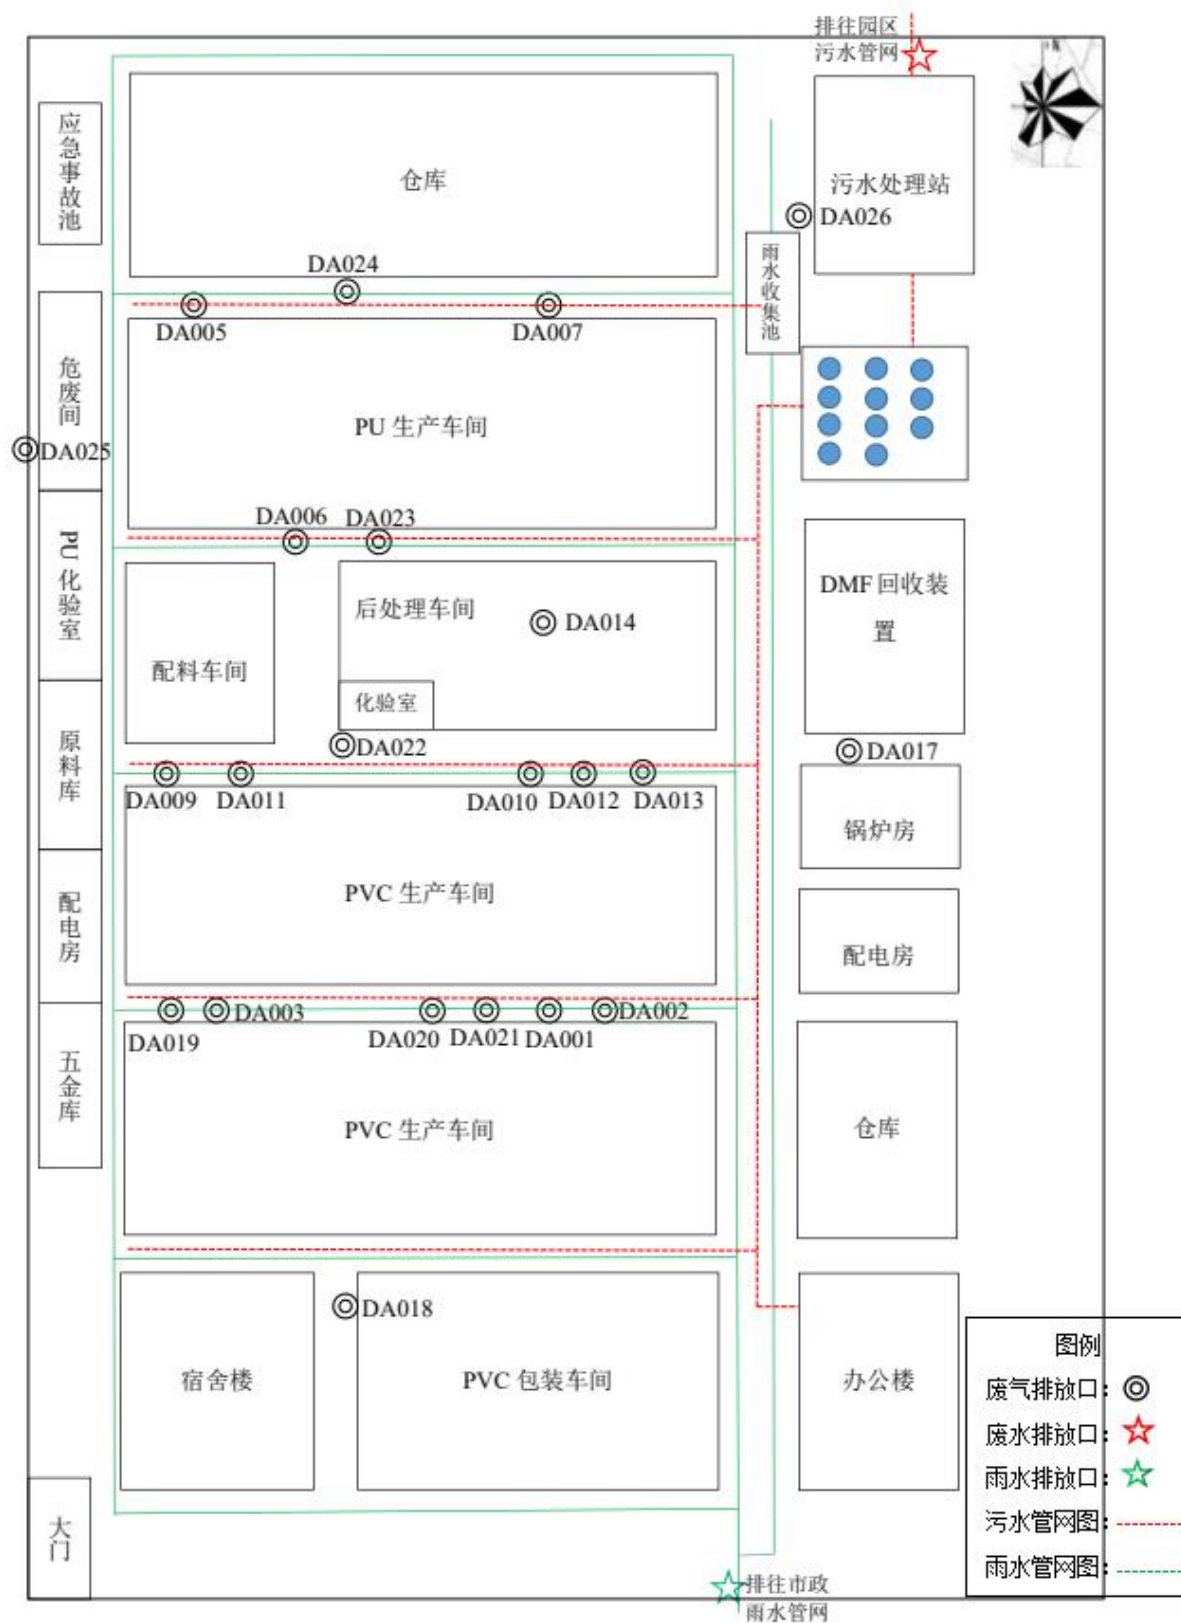 排往园区
污水管网
N
应急事故池
仓库
污水处理站
DA026
雨水收集池
DA024
DA005
DA007
危废间
DA025
PU 生产车间
DA006
DA023
PU 化验室
后处理车间
DA014
DMF 回收装
置
配料车间
化验室
DA022
原料库
DA017
DA009
DA011
DA010
DA012
DA013
锅炉房
PVC 生产车间
配电房
配电房
DA003
DA002
DA019
DA020
DA021
DA001
五金库
PVC 生产车间
仓库
DA018
宿舍楼
PVC 包装车间
办公楼
图例
废气排放口：
废水排放口：
雨水排放口：
污水管网图：
雨水管网图：
大门
排往市政
雨水管网